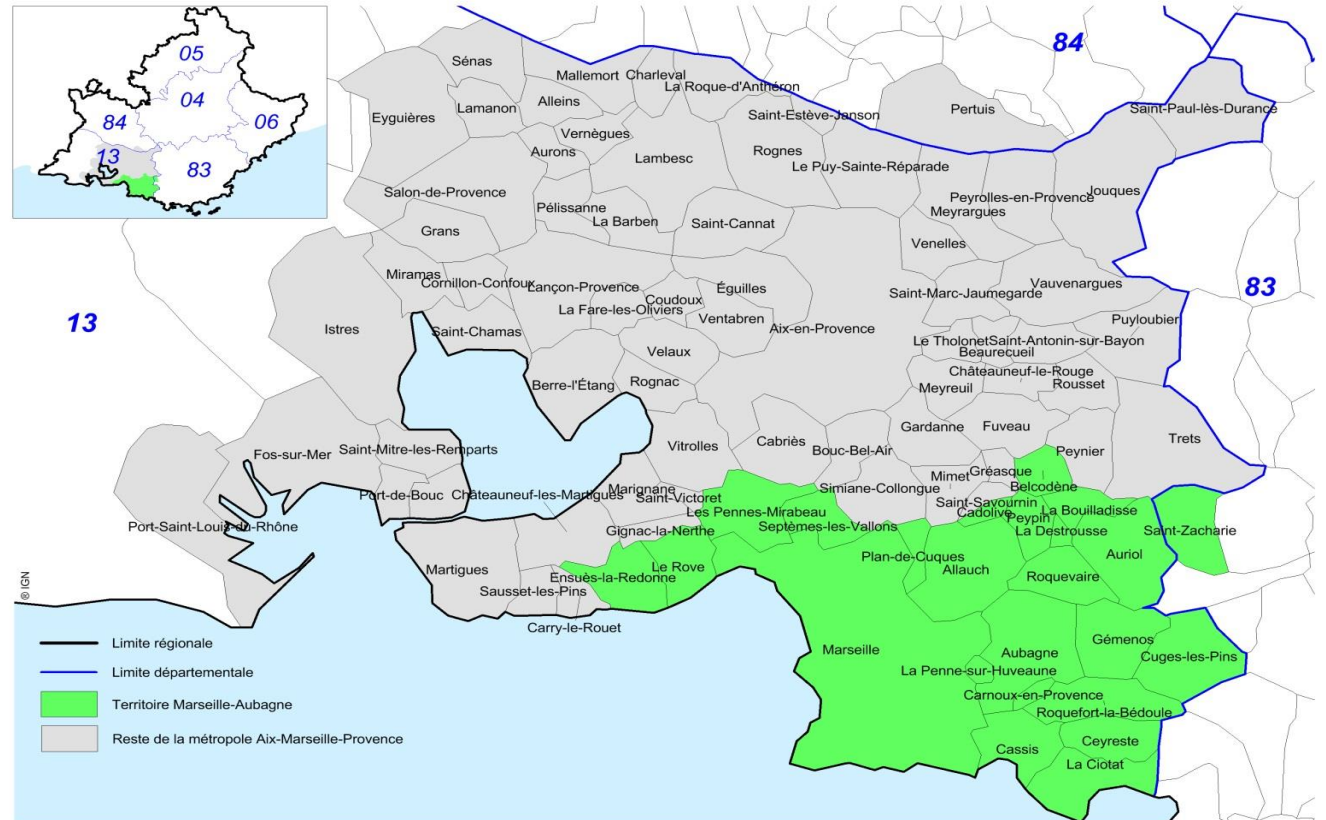 05
04
84
06
13
83
84
Sénas
Mallemort
Charleval
La Roque-d'Anthéron
Eyguières
Lamanon
Alleins
Saint-Estève-Janson
Pertuis
Saint-Paul-lès-Durance
Vernègues
Aurons
Lambesc
Rognes
Le Puy-Sainte-Réparade
Salon-de-Provence
Pélissanne
La Barben
Saint-Cannat
Peyrolles-en-Provence
Jouques
Meyrargues
Grans
Venelles
Miramas
Cornillon-Confoux
Lançon-Provence
Éguilles
Saint-Marc-Jaumegarde
Vauvenargues
83
13
Istres
Saint-Chamas
La Fare-les-Oliviers
Coudoux
Ventabren
Aix-en-Provence
Puyloubier
Velaux
Le Tholonet
Saint-Antonin-sur-Bayon
Beaurecueil
Berre-l'Étang
Rognac
Châteauneuf-le-Rouge
Meyreuil
Rousset
Fos-sur-Mer
Saint-Mitre-les-Remparts
Vitrolles
Cabriès
Bouc-Bel-Air
Gardanne
Fuveau
Peynier
Trets
Port-de-Bouc
Châteauneuf-les-Martigues
Marignane
Saint-Victoret
Simiane-Collongue
Mimet
Gréasque
Belcodène
Port-Saint-Louis-du-Rhône
Gignac-la-Nerthe
Les Pennes-Mirabeau
Septèmes-les-Vallons
Saint-Savournin
Cadolive
Peypin
La Bouilladisse
La Destrousse
Saint-Zacharie
Martigues
Sausset-les-Pins
Ensuès-la-Redonne
Le Rove
Plan-de-Cuques
Allauch
Roquevaire
Auriol
Carry-le-Rouet
Marseille
Aubagne
Gémenos
Cuges-les-Pins
La Penne-sur-Huveaune
Carnoux-en-Provence
Roquefort-la-Bédoule
Cassis
Ceyreste
La Ciotat
® IGN
Limite régionale
Limite départementale
Territoire Marseille-Aubagne
Reste de la métropole Aix-Marseille-Provence